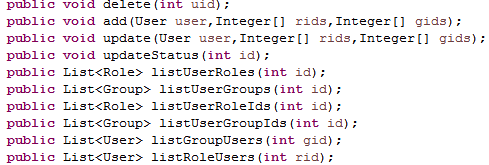 public void delete(int uid);
public void add(User user,Integer[] rids,Integer[] gids);
public void update(User user,Integer[] rids,Integer[] gids);
public void updateStatus(int id);
public List<Role> listUserRoles(int id);
public List<Group> listUserGroups(int id);
public List<Role> listUserRoleIds(int id);
public List<Group> listUserGroupIds(int id);
public List<User> listGroupUsers(int gid);
public List<User> listRoleUsers(int rid);